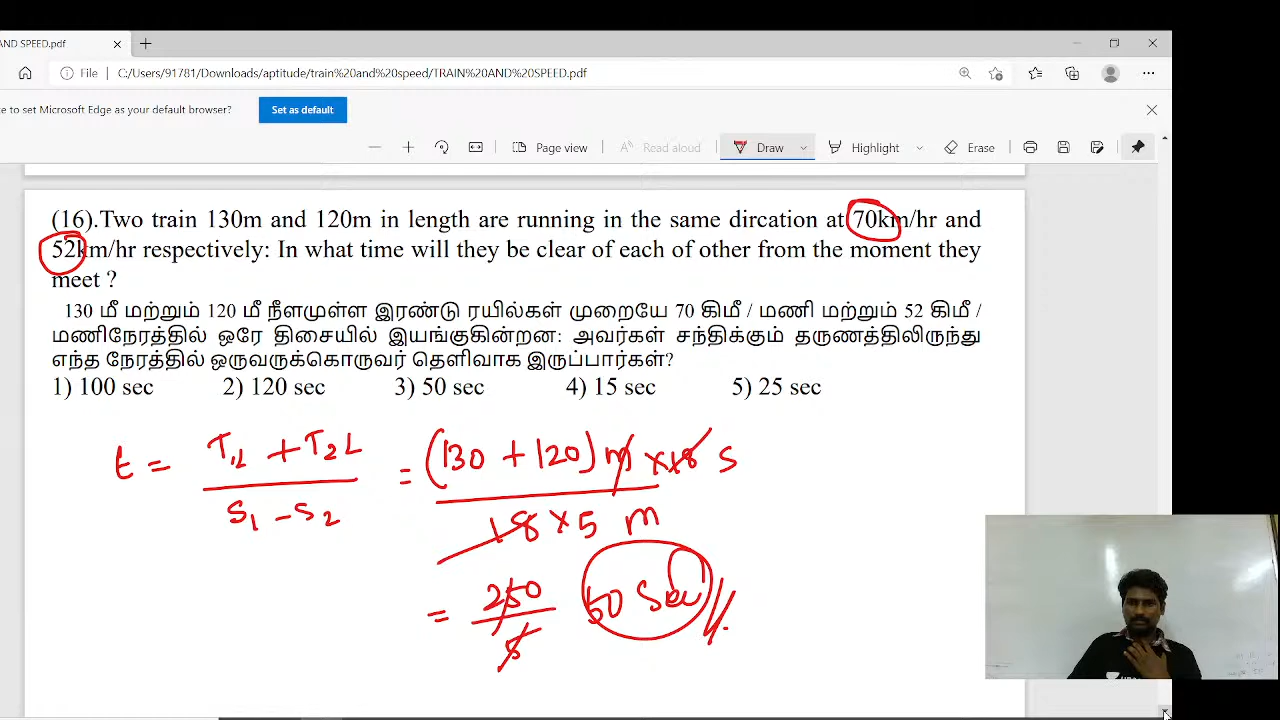 AND SPEED.pdf
File C:/Users/91781/Downloads/aptitude/train%20and%20speed/TRAIN%20AND%20SPEED.pdf
e to set Microsoft Edge as your default browser? Set as default
Page view Read aloud Draw Highlight Erase
(16).Two train 130m and 120m in length are running in the same dircation at 70km/hr and
52km/hr respectively: In what time will they be clear of each of other from the moment they
meet ?
130 மீ மற்றும் 120 மீ நீளமுள்ள இரண்டு ரயில்கள் முறையே 70 கிமீ / மணி மற்றும் 52 கிமீ /
மணிநேரத்தில் ஒரே திசையில் இயங்குகின்றன: அவர்கள் சந்திக்கும் தருணத்திலிருந்து
எந்த நேரத்தில் ஒருவருக்கொருவர் தெளிவாக இருப்பார்கள்?
1) 100 sec 2) 120 sec 3) 50 sec 4) 15 sec 5) 25 sec
t = T1L + T2L = (130 + 120) m × 18 s
S1 - S2 18 × 5 m
= 250 50 Sec
5